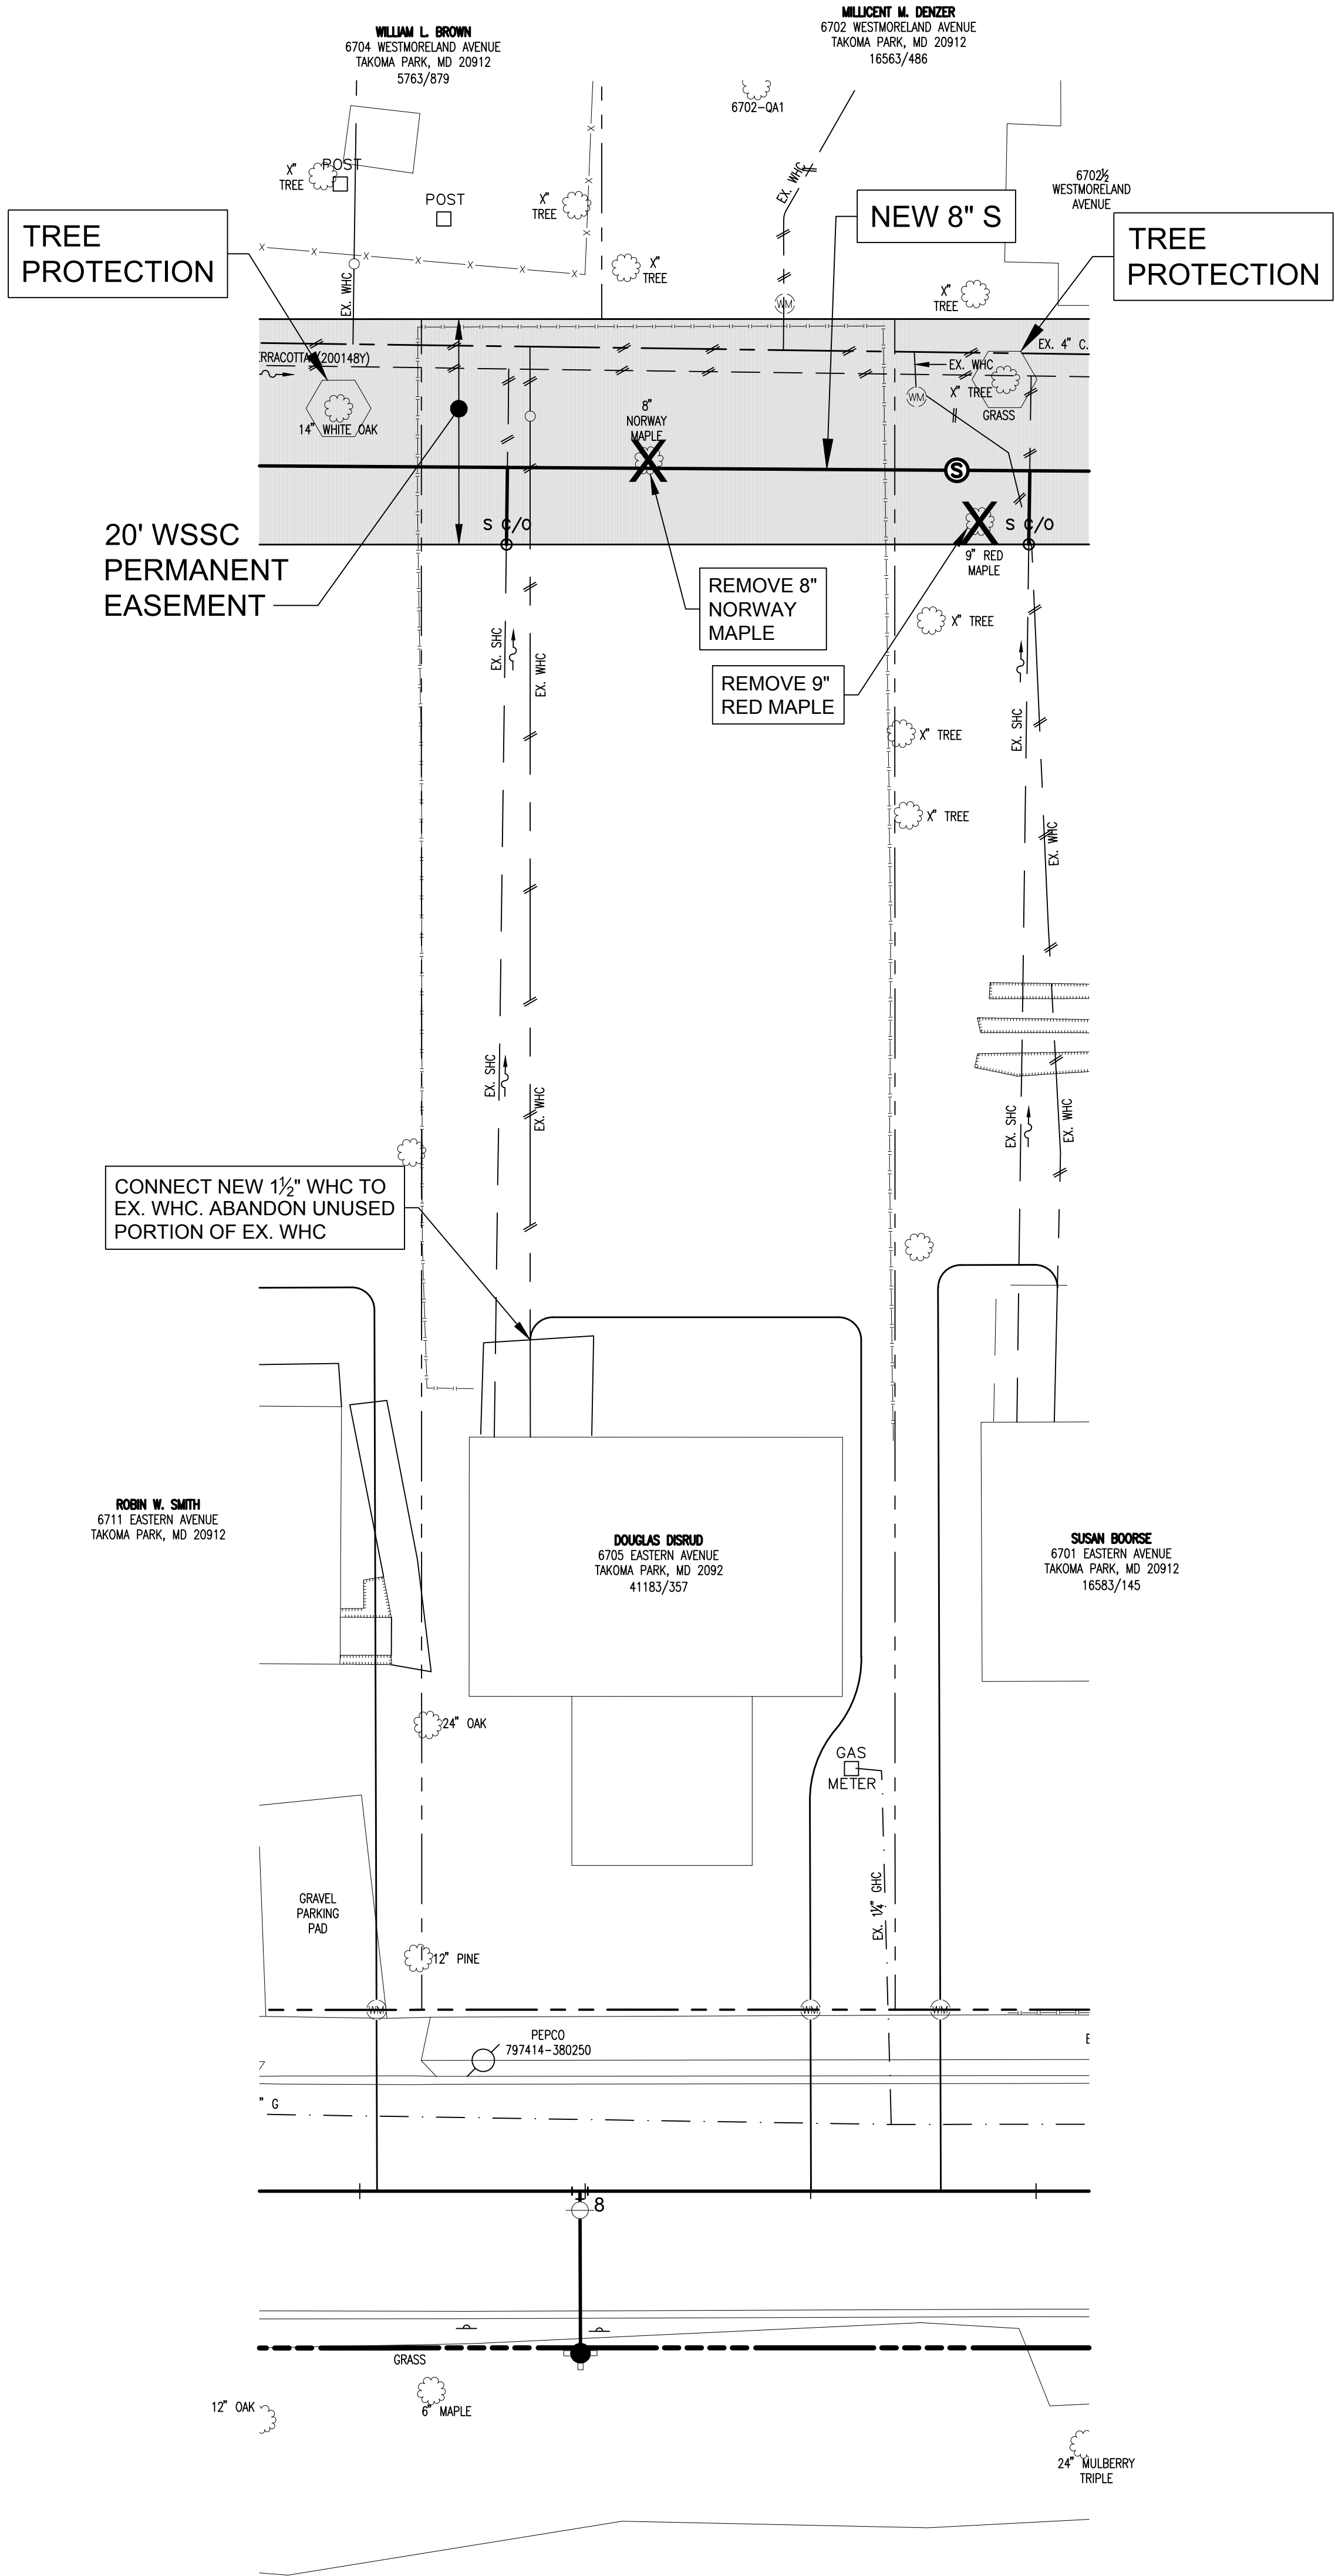 WILLIAM L. BROWN
6704 WESTMORELAND AVENUE
TAKOMA PARK, MD 20912
5763/879
MILLICENT M. DENZER
6702 WESTMORELAND AVENUE
TAKOMA PARK, MD 20912
16563/486
6702-QA1
X"
TREE
POST
POST
X"
TREE
X"
TREE
EX. WHC
EX. WHC
NEW 8" S
6702½
WESTMORELAND
AVENUE
TREE
PROTECTION
TREE
PROTECTION
X"
TREE
WM
EX. 4" C.
(200148Y)
EX. WHC
WM
X" TREE
GRASS
14" WHITE OAK
8"
NORWAY
MAPLE
S
S C/O
S C/O
9" RED
MAPLE
20' WSSC
PERMANENT
EASEMENT
REMOVE 8"
NORWAY
MAPLE
REMOVE 9"
RED MAPLE
X" TREE
X" TREE
X" TREE
EX. SHC
EX. WHC
EX. SHC
EX. WHC
EX. SHC
EX. WHC
EX. SHC
EX. WHC
CONNECT NEW 1½" WHC TO
EX. WHC. ABANDON UNUSED
PORTION OF EX. WHC
ROBIN W. SMITH
6711 EASTERN AVENUE
TAKOMA PARK, MD 20912
DOUGLAS DISRUD
6705 EASTERN AVENUE
TAKOMA PARK, MD 2092
41183/357
SUSAN BOORSE
6701 EASTERN AVENUE
TAKOMA PARK, MD 20912
16583/145
24" OAK
GAS
METER
EX. 1¼" GHC
GRAVEL
PARKING
PAD
12" PINE
WM
WM
WM
PEPCO
797414-380250
" G
8
GRASS
12" OAK
6" MAPLE
24" MULBERRY
TRIPLE